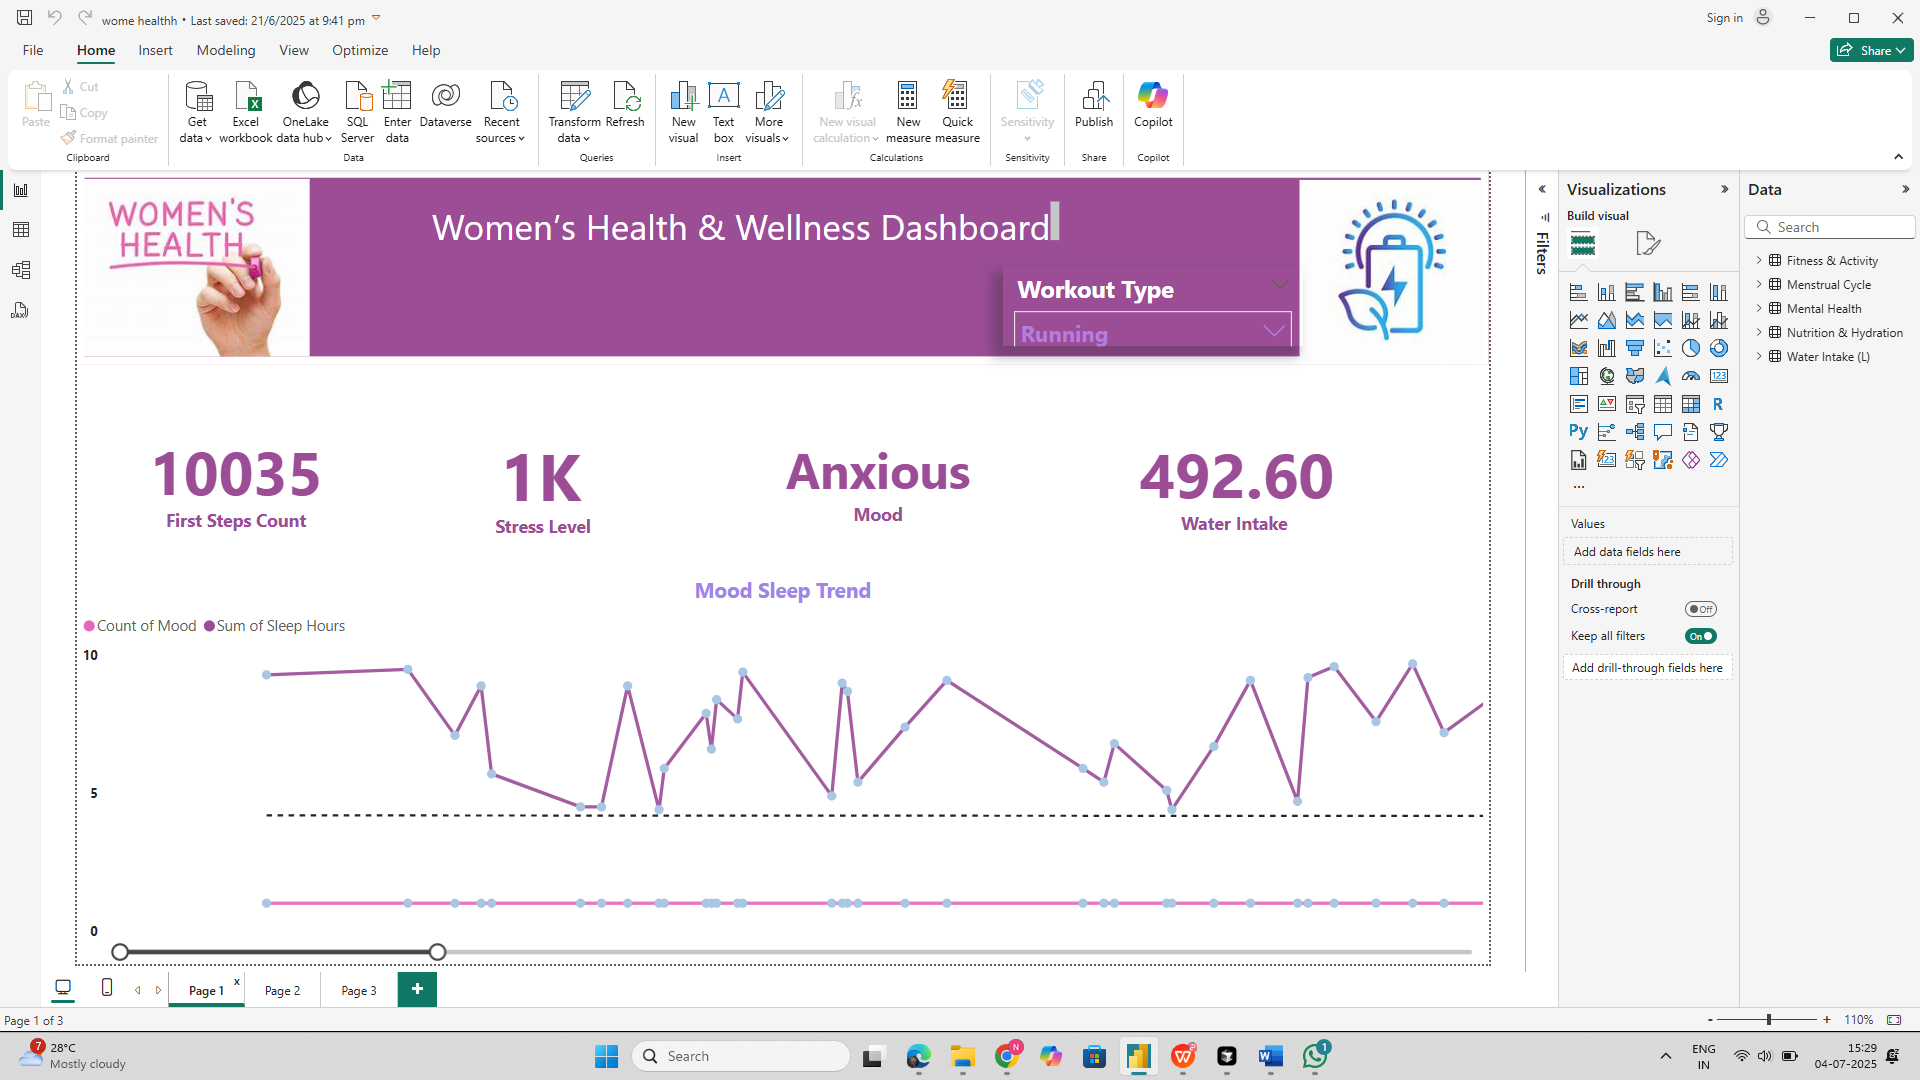 wome healthh • Last saved: 21/6/2025 at 9:41 pm
Sign in
File Home Insert Modeling View Optimize Help
Share
Paste
Cut
Copy
Format painter
Clipboard
Get data
Excel workbook
OneLake data hub
SQL Server
Enter data
Dataverse
Recent sources
Data
Transform data
Refresh
Queries
New visual
Text box
More visuals
Insert
New visual calculation
New measure
Quick measure
Calculations
Sensitivity
Sensitivity
Publish
Share
Copilot
Copilot
WOMEN'S
HEALTH
Women’s Health & Wellness Dashboard
Workout Type
Running
10035
First Steps Count
1K
Stress Level
Anxious
Mood
492.60
Water Intake
Mood Sleep Trend
Count of Mood Sum of Sleep Hours
10
5
0
Filters
Visualizations
Build visual
123
R
Py
123
...
Values
Add data fields here
Drill through
Cross-report Off
Keep all filters On
Add drill-through fields here
Data
Search
Fitness & Activity
Menstrual Cycle
Mental Health
Nutrition & Hydration
Water Intake (L)
DAX
Page 1 x
Page 2
Page 3
+
Page 1 of 3
- + 110%
7
28°C
Mostly cloudy
Search
N
1
ENG
IN
15:29
04-07-2025